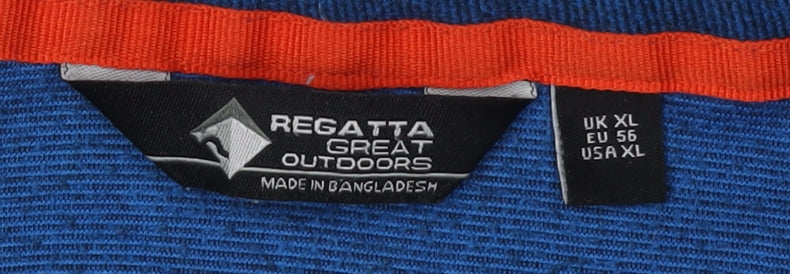 REGATTA
GREAT
OUTDOORS
MADE IN BANGLADESH
UK XL
EU 56
USA XL